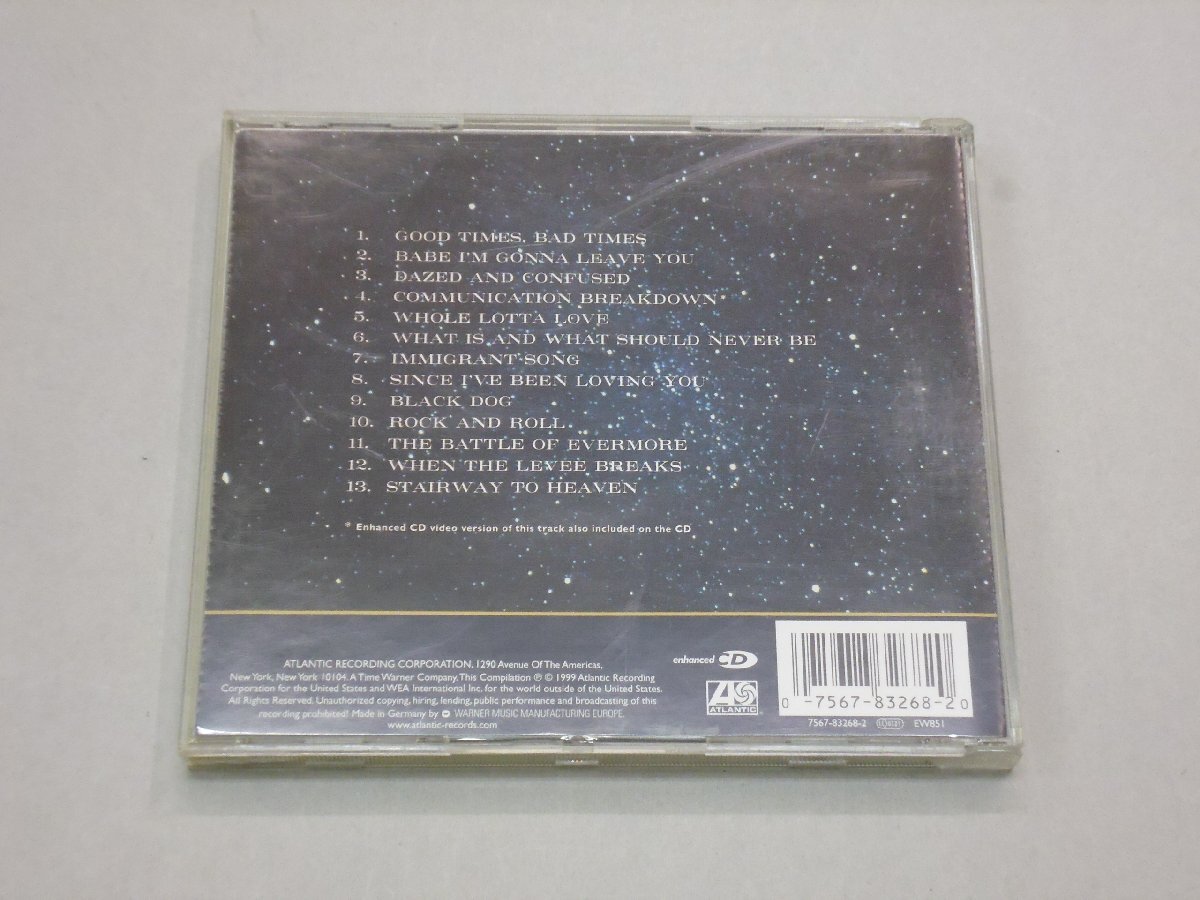 1. GOOD TIMES, BAD TIMES
2. BABE I'M GONNA LEAVE YOU
3. DAZED AND CONFUSED
4. COMMUNICATION BREAKDOWN*
5. WHOLE LOTTA LOVE
6. WHAT IS AND WHAT SHOULD NEVER BE
7. IMMIGRANT SONG
8. SINCE I'VE BEEN LOVING YOU
9. BLACK DOG
10. ROCK AND ROLL
11. THE BATTLE OF EVERMORE
12. WHEN THE LEVEE BREAKS
13. STAIRWAY TO HEAVEN
* Enhanced CD video version of this track also included on the CD
ATLANTIC RECORDING CORPORATION, 1290 Avenue Of The Americas,
New York, New York 10104. A Time Warner Company. This Compilation ℗ © 1999 Atlantic Recording
Corporation for the United States and WEA International Inc. for the world outside of the United States.
All Rights Reserved. Unauthorized copying, hiring, lending, public performance and broadcasting of this
recording prohibited! Made in Germany by WARNER MUSIC MANUFACTURING EUROPE.
www.atlantic-records.com
enhanced CD
ATLANTIC
0 -7567-83268-2 0
7567-83268-2 EW851